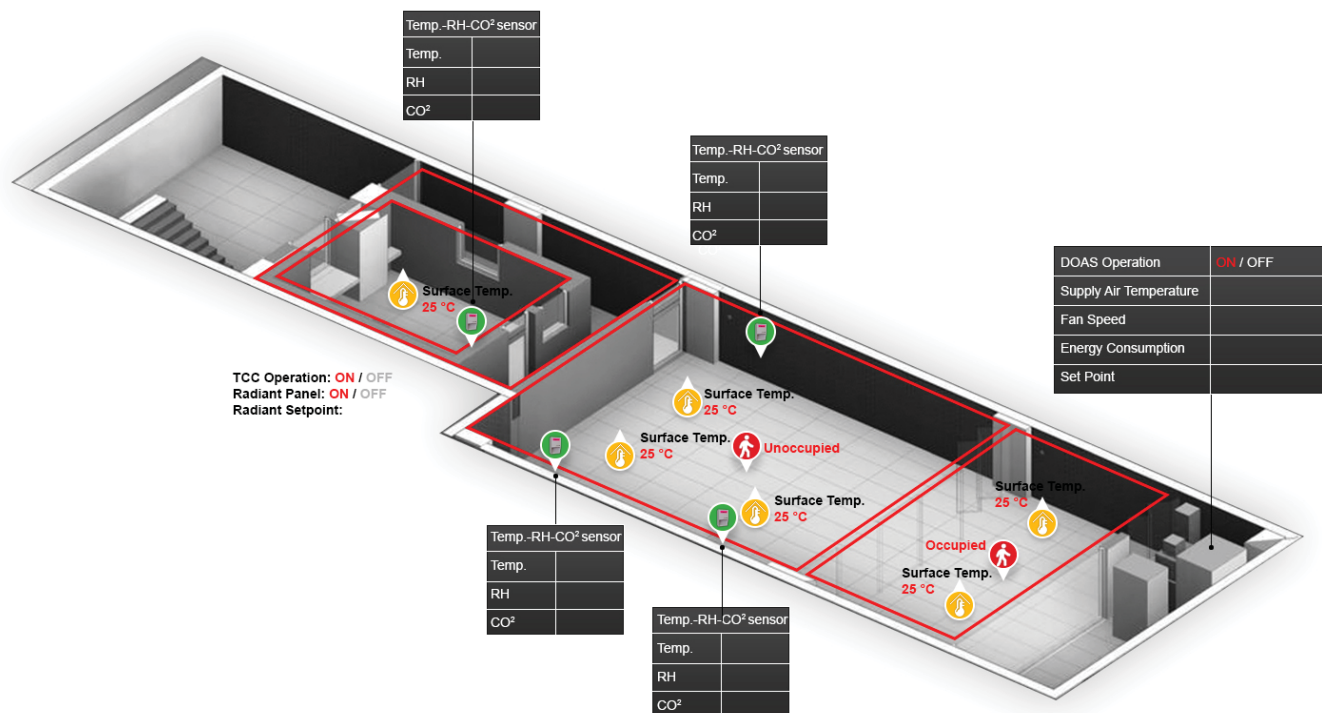 Temp.-RH-CO² sensor
Temp.
RH
CO²
Temp.-RH-CO² sensor
Temp.
RH
CO²
DOAS Operation ON / OFF
Supply Air Temperature
Fan Speed
Energy Consumption
Set Point
Surface Temp.
25 °C
TCC Operation: ON / OFF
Radiant Panel: ON / OFF
Radiant Setpoint:
Surface Temp.
25 °C
Surface Temp.
25 °C
Unoccupied
Surface Temp.
25 °C
Surface Temp.
25 °C
Occupied
Surface Temp.
25 °C
Temp.-RH-CO² sensor
Temp.
RH
CO²
Temp.-RH-CO² sensor
Temp.
RH
CO²